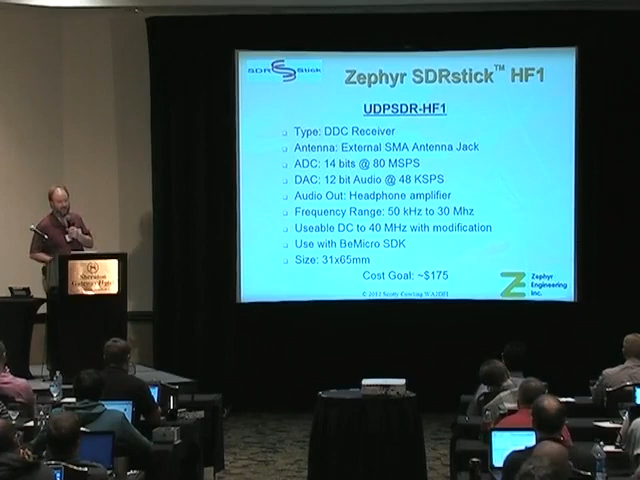 SDR Stick
Zephyr SDRstick™ HF1
UDPSDR-HF1
Type: DDC Receiver
Antenna: External SMA Antenna Jack
ADC: 14 bits @ 80 MSPS
DAC: 12 bit Audio @ 48 KSPS
Audio Out: Headphone amplifier
Frequency Range: 50 kHz to 30 Mhz
Useable DC to 40 MHz with modification
Use with BeMicro SDK
Size: 31x65mm
Cost Goal: ~$175
Zephyr
Engineering
Inc.
Sheraton